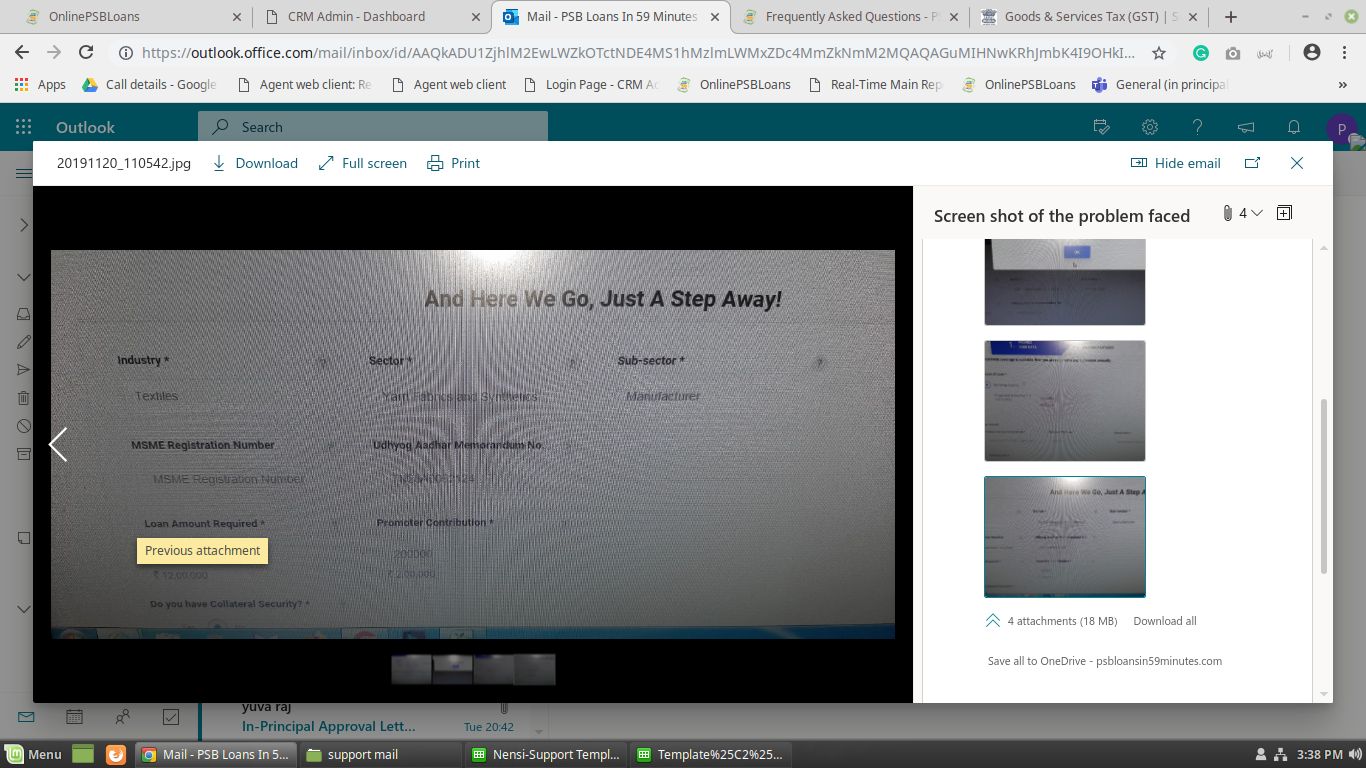 OnlinePSBLoans
CRM Admin - Dashboard
Mail - PSB Loans In 59 Minutes
Frequently Asked Questions - P
Goods & Services Tax (GST) | S
https://outlook.office.com/mail/inbox/id/AAQkADU1ZjhlM2EwLWZkOTctNDE4MS1hMzlmLWMxZDc4MmZkNmM2MQAQAGuMIHNwKRhJmbK4I9OHkI...
Apps
Call details - Google
Agent web client: Re
Agent web client
Login Page - CRM Ac
OnlinePSBLoans
Real-Time Main Rep
OnlinePSBLoans
General (in principa
»
Outlook
Search
P
20191120_110542.jpg
Download
Full screen
Print
Hide email
Screen shot of the problem faced
4
And Here We Go, Just A Step Away!
Industry *
Sector *
Sub-sector *
?
Textiles
Yarn Fabrics and Synthetics
Manufacturer
MSME Registration Number
Udhyog Aadhar Memorandum No.
MSME Registration Number
Loan Amount Required *
Promoter Contribution *
Previous attachment
200000
₹ 12,00,000
₹ 2,00,000
Do you have Collateral Security? *
And Here We Go, Just A Step A
4 attachments (18 MB)
Download all
Save all to OneDrive - psbloansin59minutes.com
yuva raj
In-Principal Approval Lett...
Tue 20:42
Menu
Mail - PSB Loans In 5...
support mail
Nensi-Support Templ...
Template%25C2%25...
3:38 PM